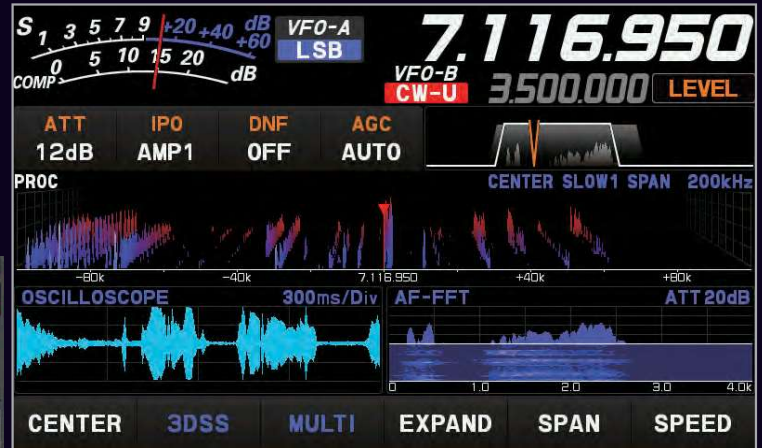 S 1 3 5 7 9 +20 +40 +60 dB
COMP 0 5 10 15 20 dB
VFO-A
LSB
7.116.950
VFO-B
CW-U
3.500.000
LEVEL
ATT IPO DNF AGC
12dB AMP1 OFF AUTO
PROC CENTER SLOW1 SPAN 200kHz
-80k -40k 7.116.950 +40k +80k
OSCILLOSCOPE 300ms/Div AF-FFT ATT 20dB
0 1.0 2.0 3.0 4.0k
CENTER 3DSS MULTI EXPAND SPAN SPEED